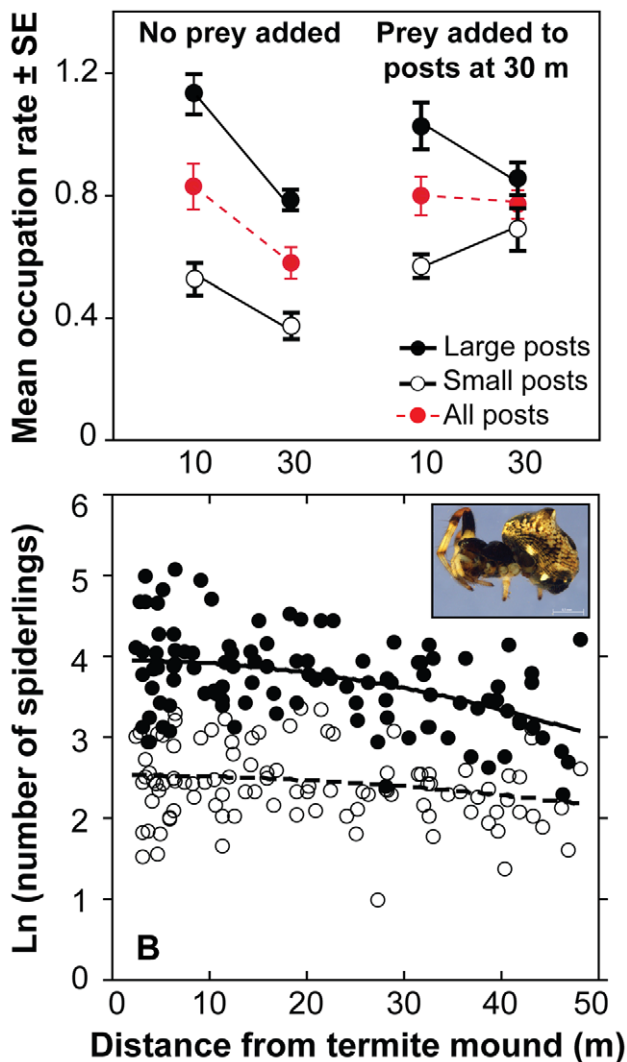 Mean occupation rate ± SE
No prey added
Prey added to
posts at 30 m
1.2
0.8
0.4
0
Large posts
Small posts
All posts
10 30 10 30
Ln (number of spiderlings)
6
5
4
3
2
1
0
B
0 10 20 30 40 50
Distance from termite mound (m)